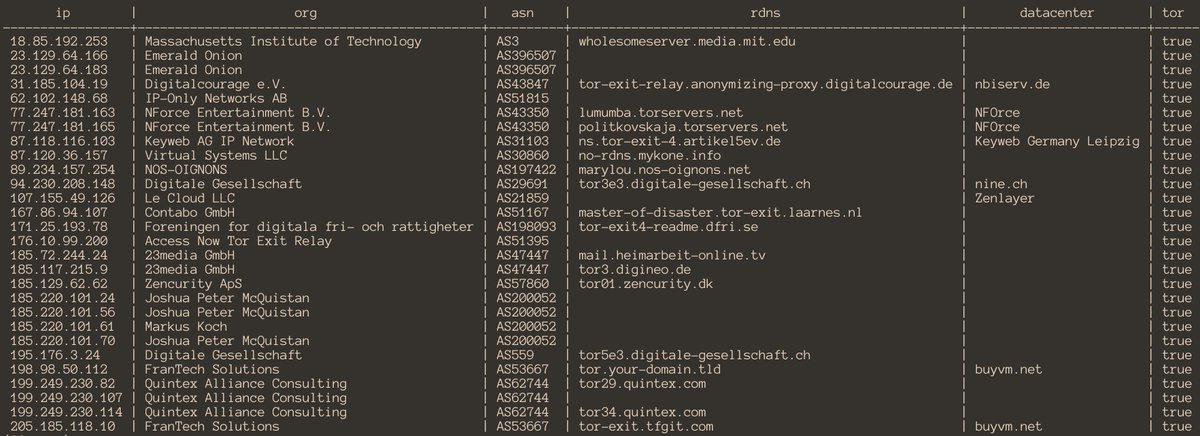 ip | org | asn | rdns | datacenter | tor
18.85.192.253 | Massachusetts Institute of Technology | AS3 | wholesomeserver.media.mit.edu | | true
23.129.64.166 | Emerald Onion | AS396507 | | | true
23.129.64.183 | Emerald Onion | AS396507 | | | true
31.185.104.19 | Digitalcourage e.V. | AS43847 | tor-exit-relay.anonymizing-proxy.digitalcourage.de | nbiserv.de | true
62.102.148.68 | IP-Only Networks AB | AS51815 | | | true
77.247.181.163 | NForce Entertainment B.V. | AS43350 | lumumba.torservers.net | NFOrce | true
77.247.181.165 | NForce Entertainment B.V. | AS43350 | politkovskaja.torservers.net | NFOrce | true
87.118.116.103 | Keyweb AG IP Network | AS31103 | ns.tor-exit-4.artikel5ev.de | Keyweb Germany Leipzig | true
87.120.36.157 | Virtual Systems LLC | AS30860 | no-rdns.mykone.info | | true
89.234.157.254 | NOS-OIGNONS | AS197422 | marylou.nos-oignons.net | | true
94.230.208.148 | Digitale Gesellschaft | AS29691 | tor3e3.digitale-gesellschaft.ch | nine.ch | true
107.155.49.126 | Le Cloud LLC | AS21859 | | Zenlayer | true
167.86.94.107 | Contabo GmbH | AS51167 | master-of-disaster.tor-exit.laarnes.nl | | true
171.25.193.78 | Foreningen for digitala fri- och rattigheter | AS198093 | tor-exit4-readme.dfri.se | | true
176.10.99.200 | Access Now Tor Exit Relay | AS51395 | | | true
185.72.244.24 | 23media GmbH | AS47447 | mail.heimarbeit-online.tv | | true
185.117.215.9 | 23media GmbH | AS47447 | tor3.digineo.de | | true
185.129.62.62 | Zencurity ApS | AS57860 | tor01.zencurity.dk | | true
185.220.101.24 | Joshua Peter McQuistan | AS200052 | | | true
185.220.101.56 | Joshua Peter McQuistan | AS200052 | | | true
185.220.101.61 | Markus Koch | AS200052 | | | true
185.220.101.70 | Joshua Peter McQuistan | AS200052 | | | true
195.176.3.24 | Digitale Gesellschaft | AS559 | tor5e3.digitale-gesellschaft.ch | | true
198.98.50.112 | FranTech Solutions | AS53667 | tor.your-domain.tld | buyvm.net | true
199.249.230.82 | Quintex Alliance Consulting | AS62744 | tor29.quintex.com | | true
199.249.230.107 | Quintex Alliance Consulting | AS62744 | | | true
199.249.230.114 | Quintex Alliance Consulting | AS62744 | tor34.quintex.com | | true
205.185.118.10 | FranTech Solutions | AS53667 | tor-exit.tfgit.com | buyvm.net | true